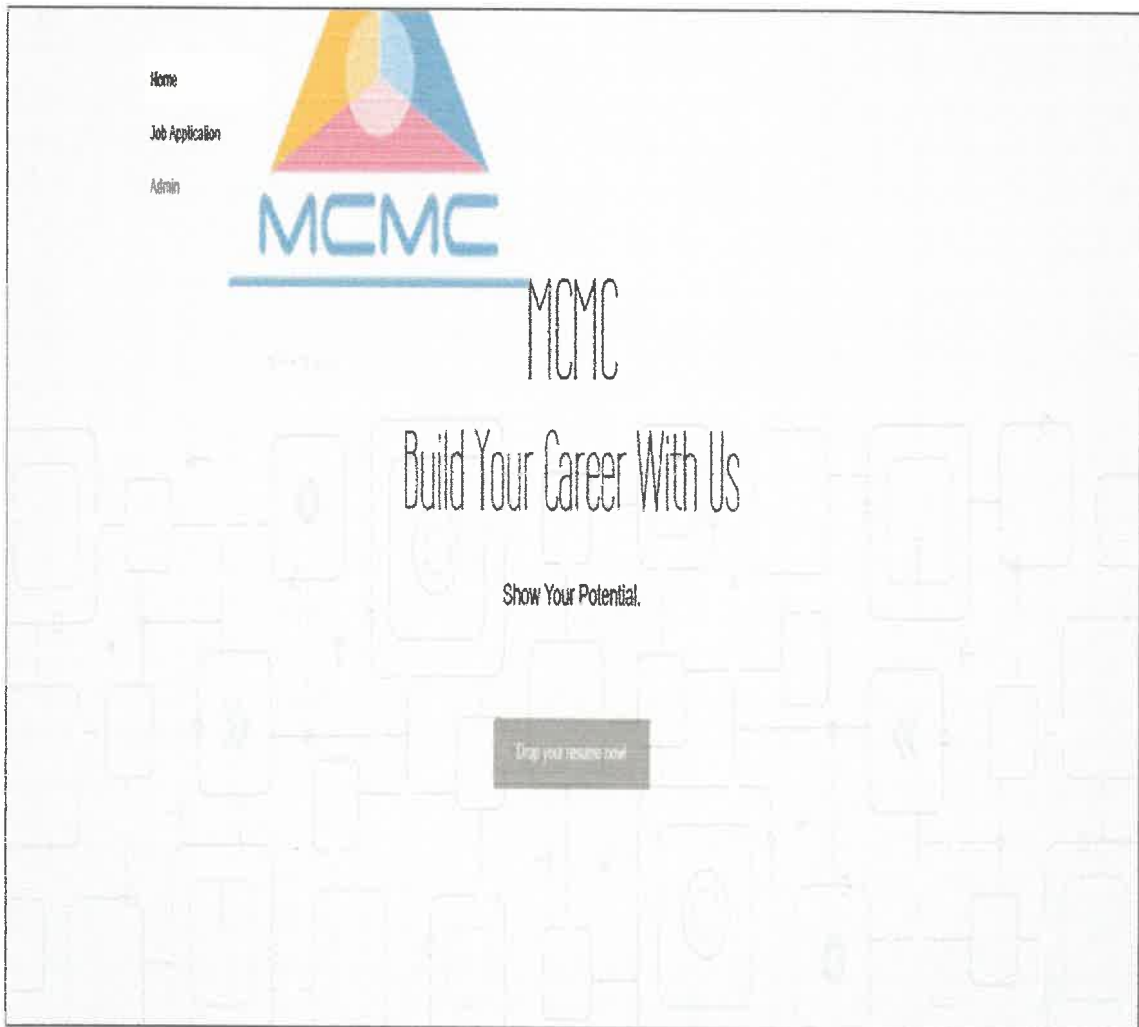 Home
Job Application
Admin
MCMC
MCMC
Build Your Career With Us
Show Your Potential.
Drop your resume now!